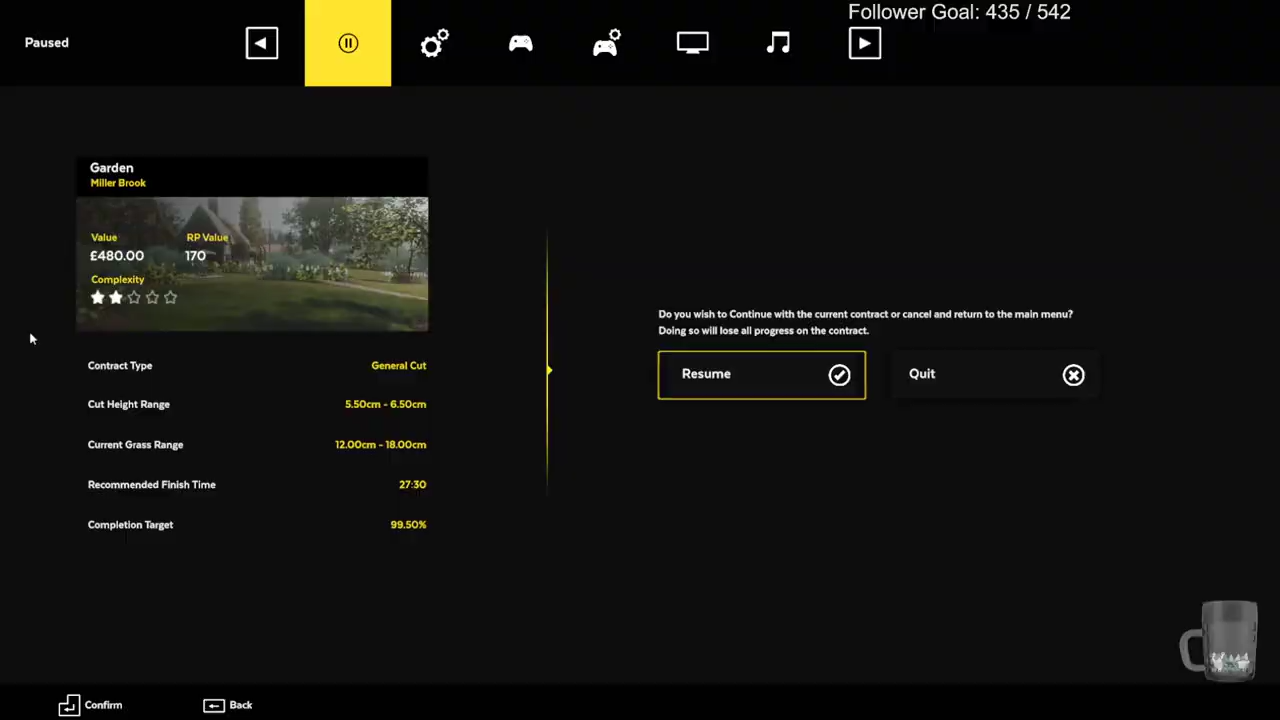 Follower Goal: 435 / 542
Paused
Garden
Miller Brook
Value
RP Value
£480.00
170
Complexity
Do you wish to Continue with the current contract or cancel and return to the main menu?
Doing so will lose all progress on the contract.
Resume
Quit
Contract Type
General Cut
Cut Height Range
5.50cm - 6.50cm
Current Grass Range
12.00cm - 18.00cm
Recommended Finish Time
27:30
Completion Target
99.50%
Confirm
Back